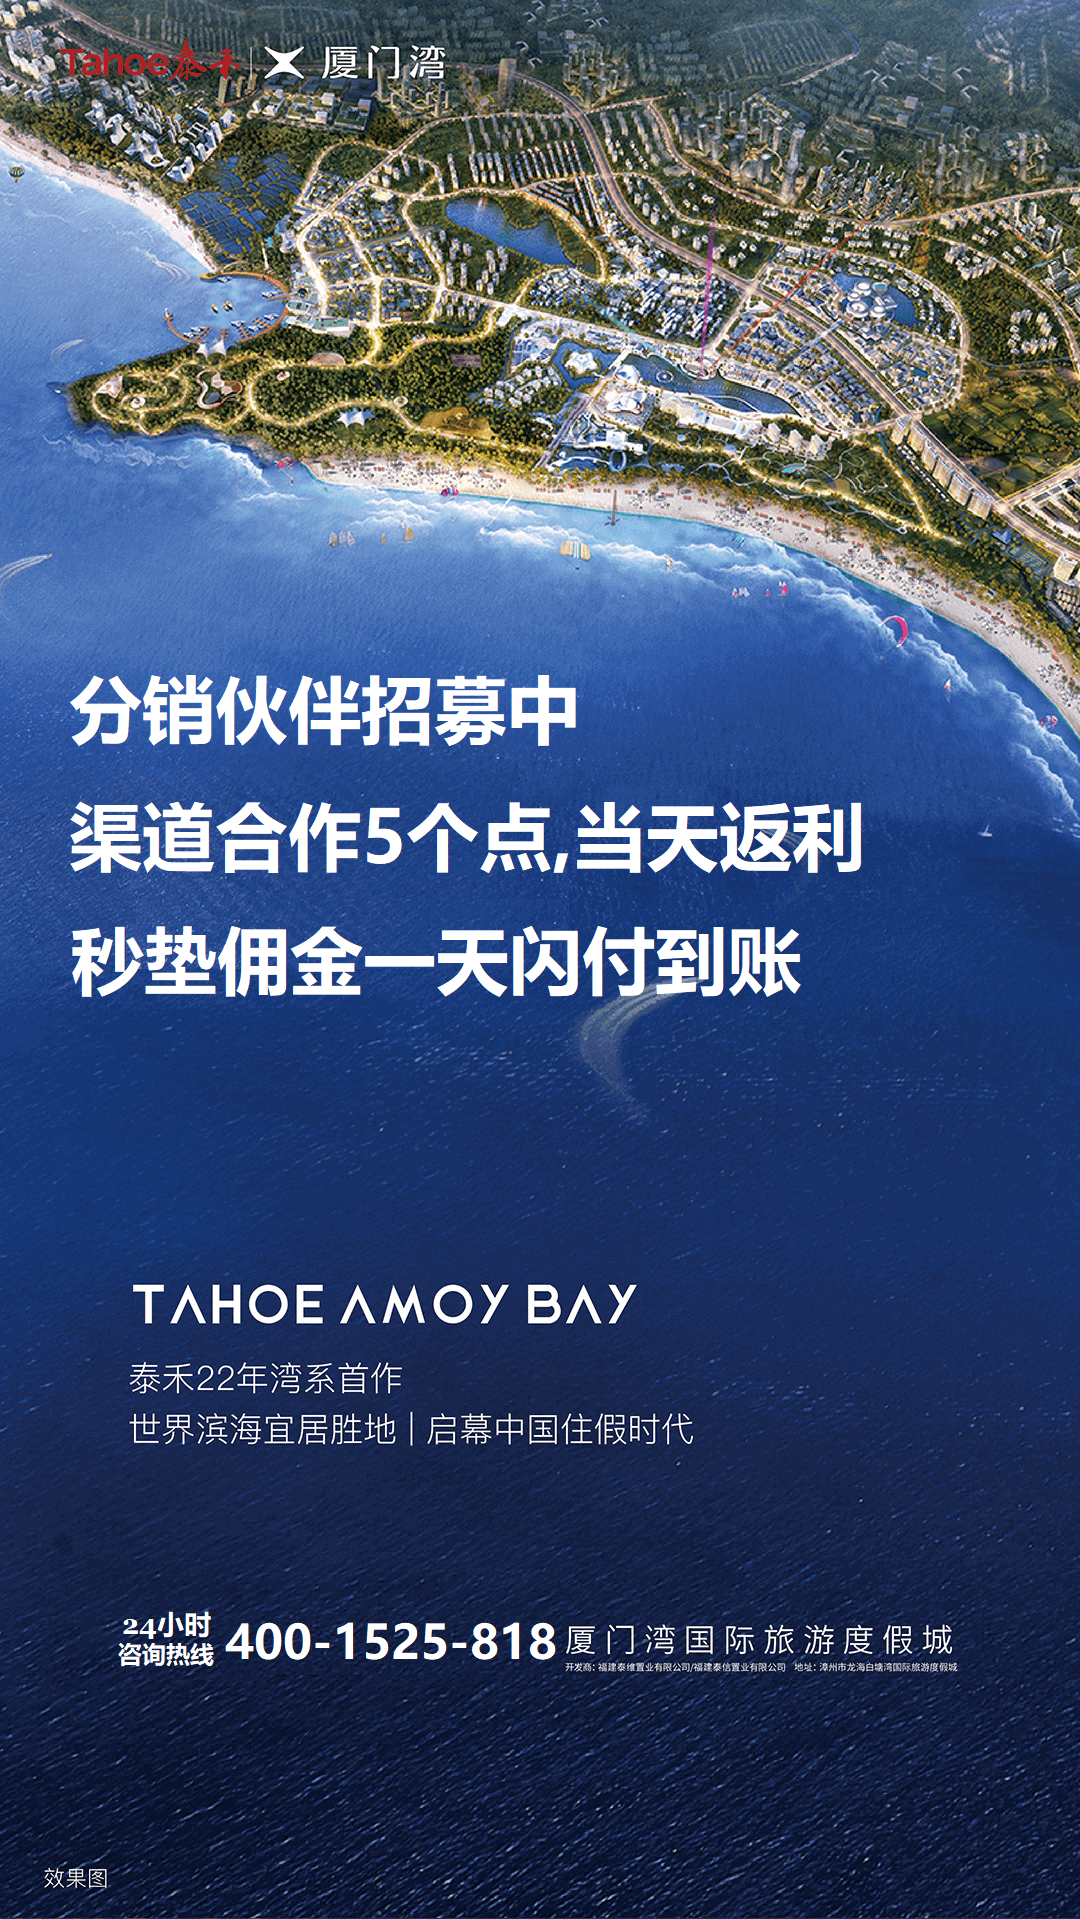 Tahoe泰禾 | 厦门湾
分销伙伴招募中
渠道合作5个点,当天返利
秒垫佣金一天闪付到账
TAHOE AMOY BAY
泰禾22年湾系首作
世界滨海宜居胜地 | 启幕中国住假时代
24小时
咨询热线
400-1525-818
厦门湾国际旅游度假城
开发商：福建泰维置业有限公司/福建泰信置业有限公司 地址：漳州市龙海白塘湾国际旅游度假城
效果图